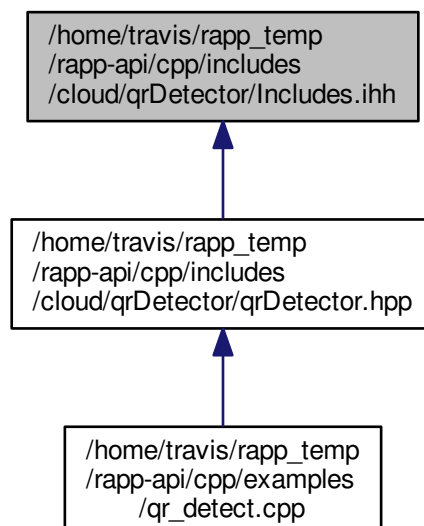 /home/travis/rapp_temp
/rapp-api/cpp/includes
/cloud/qrDetector/Includes.ihh
/home/travis/rapp_temp
/rapp-api/cpp/includes
/cloud/qrDetector/qrDetector.hpp
/home/travis/rapp_temp
/rapp-api/cpp/examples
/qr_detect.cpp